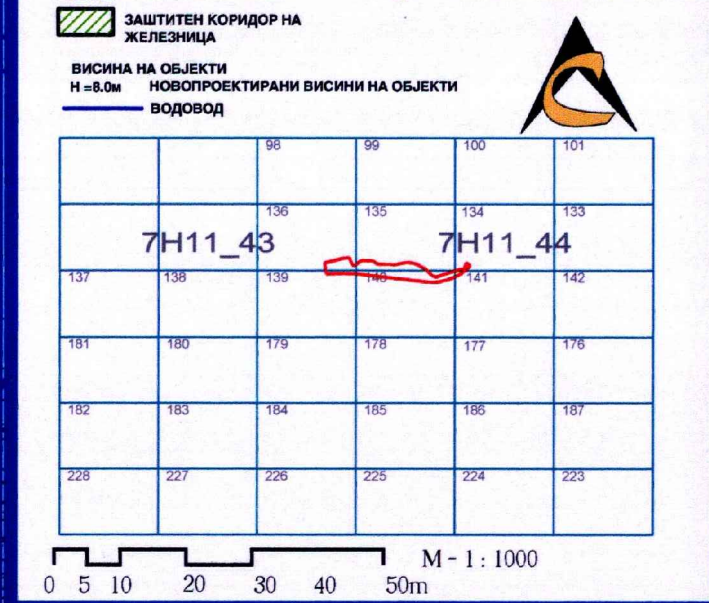 ЗАШТИТЕН КОРИДОР НА
ЖЕЛЕЗНИЦА
ВИСИНА НА ОБЈЕКТИ
Н =8.0м НОВОПРОЕКТИРАНИ ВИСИНИ НА ОБЈЕКТИ
ВОДОВОД
98 99 100 101
136 135 134 133
7Н11_43 7Н11_44
137 138 139 140 141 142
181 180 179 178 177 176
182 183 184 185 186 187
228 227 226 225 224 223
М - 1 : 1000
0 5 10 20 30 40 50m